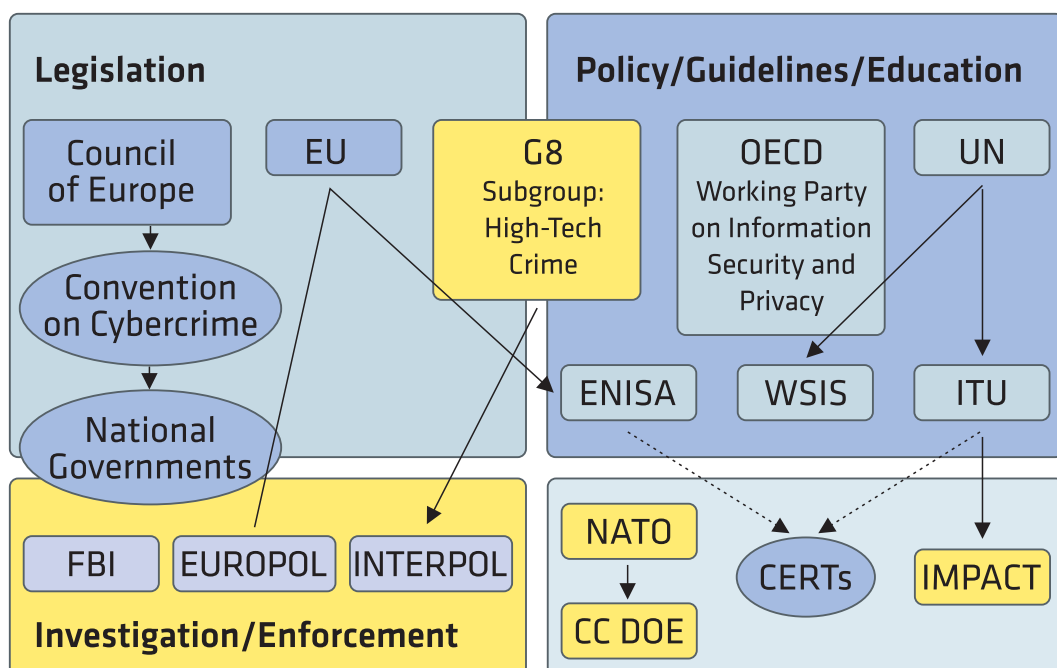 Legislation
Council
of Europe
EU
Convention
on Cybercrime
National
Governments
G8
Subgroup:
High-Tech
Crime
Policy/Guidelines/Education
OECD
Working Party
on Information
Security and
Privacy
UN
ENISA
WSIS
ITU
FBI
EUROPOL
INTERPOL
Investigation/Enforcement
NATO
CC DOE
CERTs
IMPACT